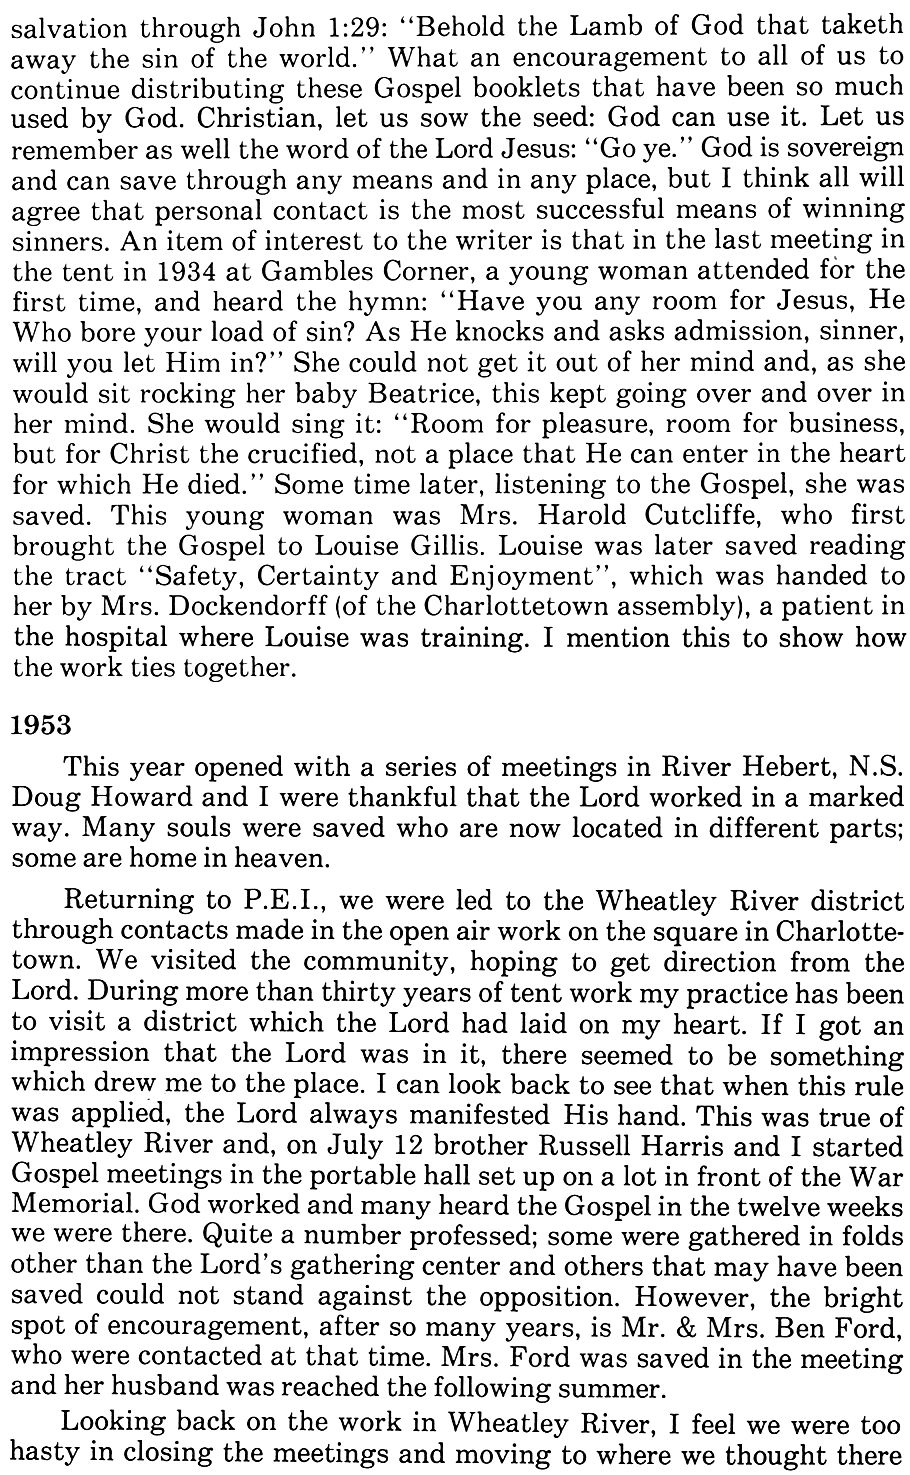 salvation through John 1:29: “Behold the Lamb of God that taketh
away the sin of the world.” What an encouragement to all of us to
continue distributing these Gospel booklets that have been so much
used by God. Christian, let us sow the seed: God can use it. Let us
remember as well the word of the Lord Jesus: “Go ye.” God is sovereign
and can save through any means and in any place, but I think all will
agree that personal contact is the most successful means of winning
sinners. An item of interest to the writer is that in the last meeting in
the tent in 1934 at Gambles Corner, a young woman attended for the
first time, and heard the hymn: “Have you any room for Jesus, He
Who bore your load of sin? As He knocks and asks admission, sinner,
will you let Him in?” She could not get it out of her mind and, as she
would sit rocking her baby Beatrice, this kept going over and over in
her mind. She would sing it: “Room for pleasure, room for business,
but for Christ the crucified, not a place that He can enter in the heart
for which He died.” Some time later, listening to the Gospel, she was
saved. This young woman was Mrs. Harold Cutcliffe, who first
brought the Gospel to Louise Gillis. Louise was later saved reading
the tract “Safety, Certainty and Enjoyment”, which was handed to
her by Mrs. Dockendorff (of the Charlottetown assembly), a patient in
the hospital where Louise was training. I mention this to show how
the work ties together.
1953
This year opened with a series of meetings in River Hebert, N.S.
Doug Howard and I were thankful that the Lord worked in a marked
way. Many souls were saved who are now located in different parts;
some are home in heaven.
Returning to P.E.I., we were led to the Wheatley River district
through contacts made in the open air work on the square in Charlotte-
town. We visited the community, hoping to get direction from the
Lord. During more than thirty years of tent work my practice has been
to visit a district which the Lord had laid on my heart. If I got an
impression that the Lord was in it, there seemed to be something
which drew me to the place. I can look back to see that when this rule
was applied, the Lord always manifested His hand. This was true of
Wheatley River and, on July 12 brother Russell Harris and I started
Gospel meetings in the portable hall set up on a lot in front of the War
Memorial. God worked and many heard the Gospel in the twelve weeks
we were there. Quite a number professed; some were gathered in folds
other than the Lord’s gathering center and others that may have been
saved could not stand against the opposition. However, the bright
spot of encouragement, after so many years, is Mr. & Mrs. Ben Ford,
who were contacted at that time. Mrs. Ford was saved in the meeting
and her husband was reached the following summer.
Looking back on the work in Wheatley River, I feel we were too
hasty in closing the meetings and moving to where we thought there